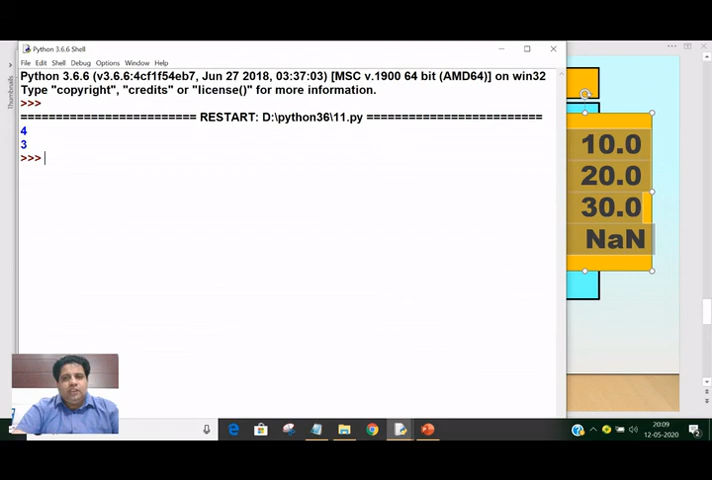 Python 3.6.6 Shell
File Edit Shell Debug Options Window Help
Python 3.6.6 (v3.6.6:4cf1f54eb7, Jun 27 2018, 03:37:03) [MSC v.1900 64 bit (AMD64)] on win32
Type "copyright", "credits" or "license()" for more information.
>>>
========================= RESTART: D:\python36\11.py =========================
4
3
>>>
10.0
20.0
30.0
NaN
Thumbnails
20:09
12-05-2020
2